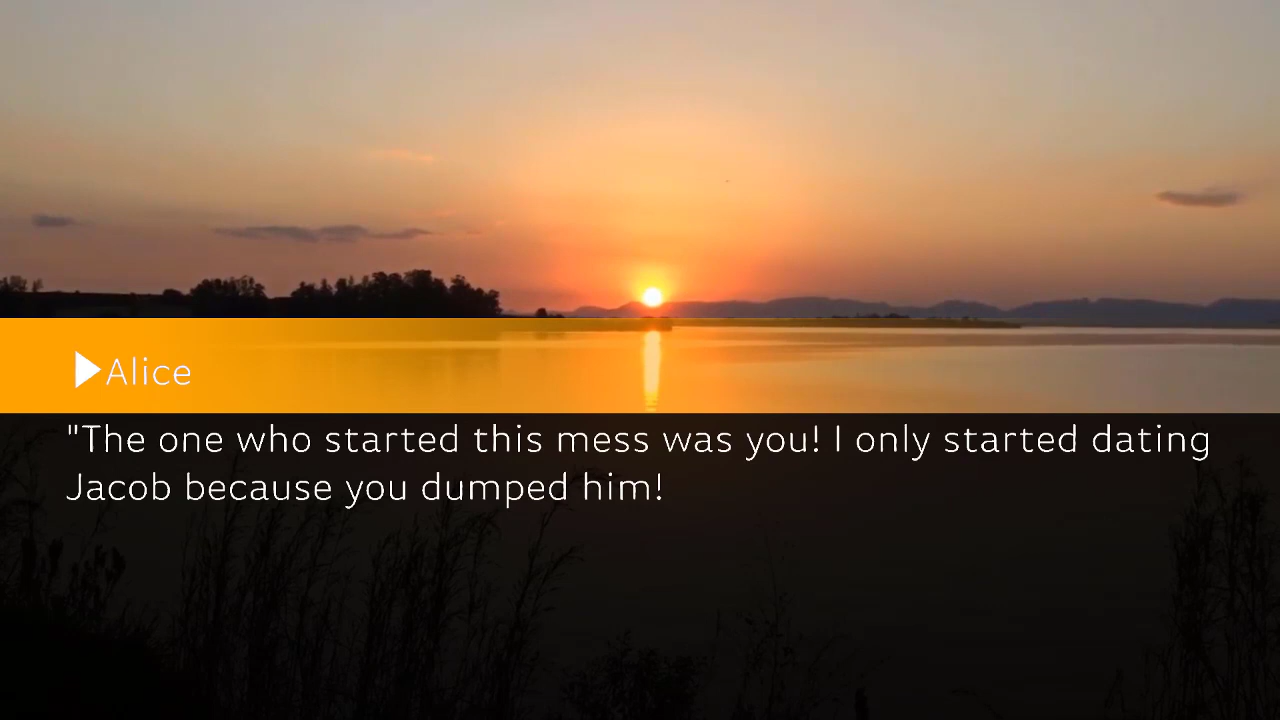 Alice
"The one who started this mess was you! I only started dating
Jacob because you dumped him!